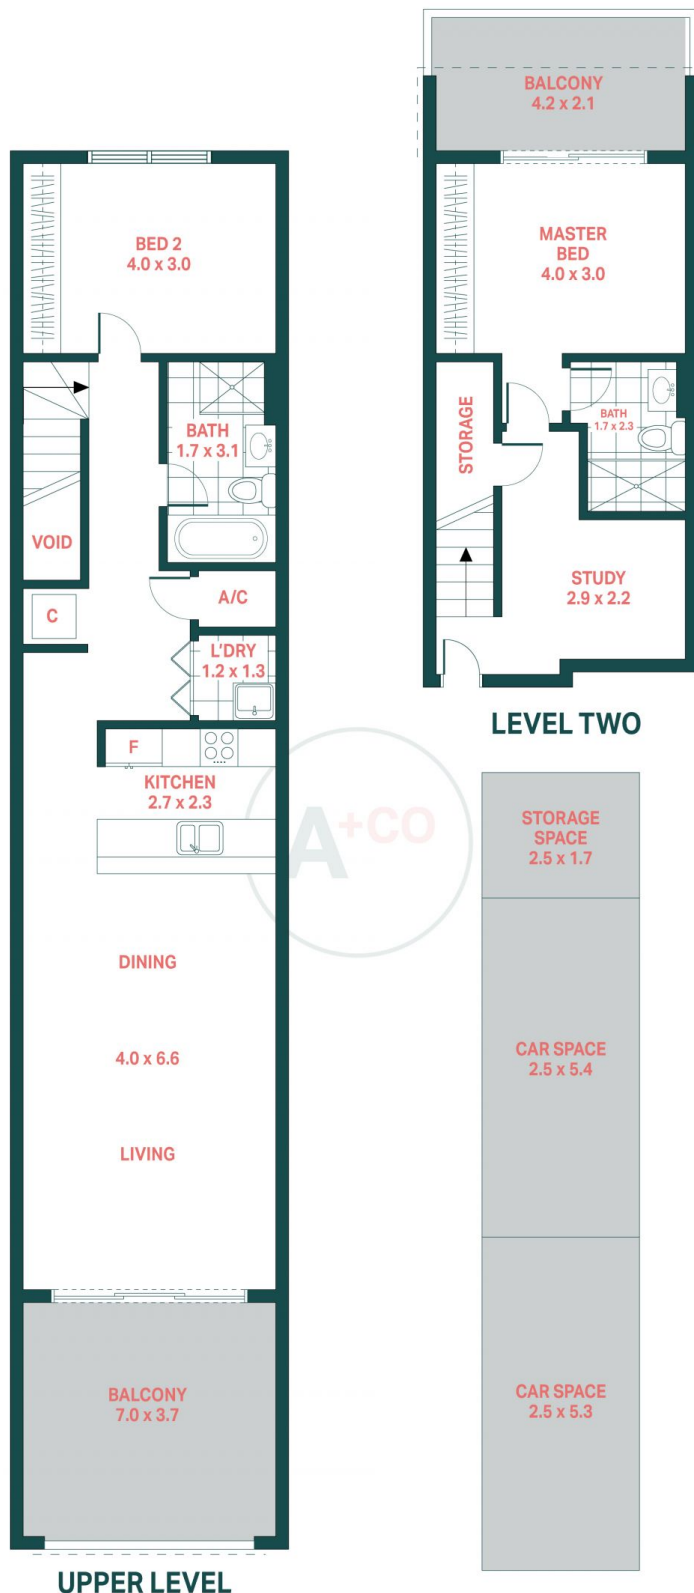 BED 2
4.0 x 3.0
BATH
1.7 x 3.1
VOID
A/C
C
L'DRY
1.2 x 1.3
F
KITCHEN
2.7 x 2.3
DINING
4.0 x 6.6
LIVING
BALCONY
7.0 x 3.7
UPPER LEVEL
BALCONY
4.2 x 2.1
MASTER
BED
4.0 x 3.0
STORAGE
BATH
1.7 x 2.3
STUDY
2.9 x 2.2
LEVEL TWO
A+CO
STORAGE
SPACE
2.5 x 1.7
CAR SPACE
2.5 x 5.4
CAR SPACE
2.5 x 5.3